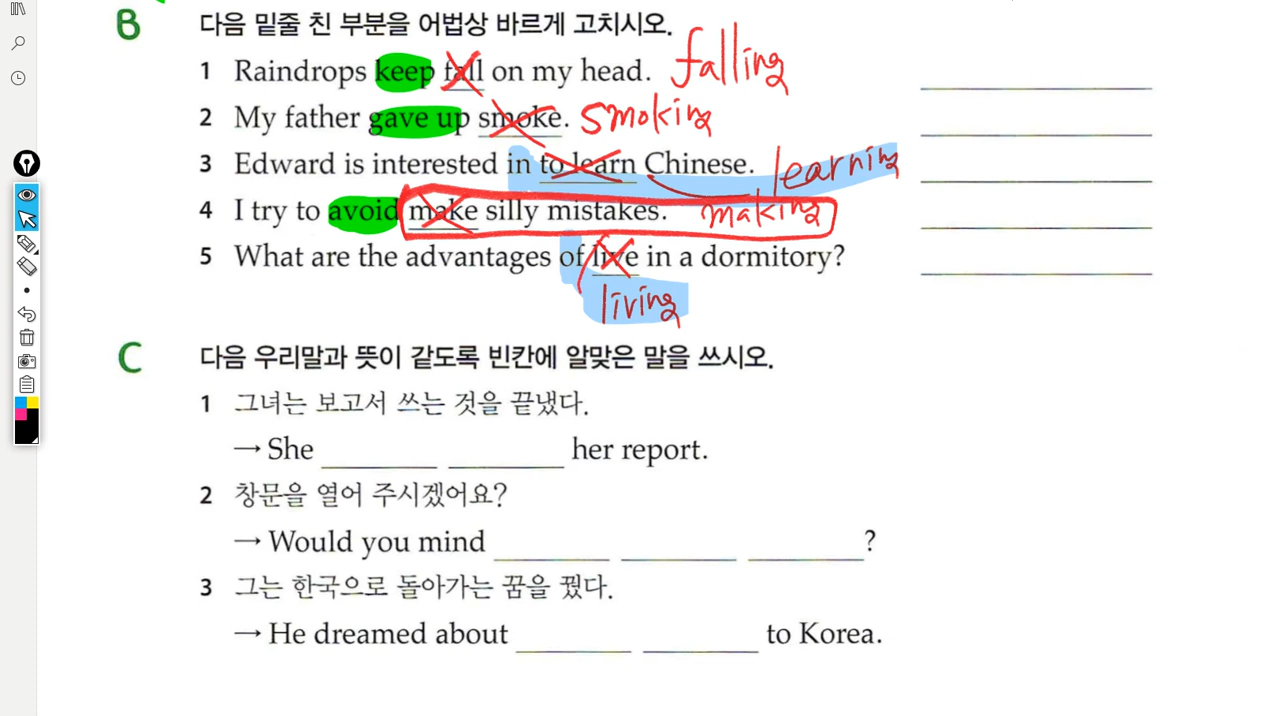 B 다음 밑줄 친 부분을 어법상 바르게 고치시오.
1 Raindrops keep fall on my head. falling
2 My father gave up smoke. smoking
3 Edward is interested in to learn Chinese. learning
4 I try to avoid make silly mistakes. making
5 What are the advantages of live in a dormitory?
living
C 다음 우리말과 뜻이 같도록 빈칸에 알맞은 말을 쓰시오.
1 그녀는 보고서 쓰는 것을 끝냈다.
→ She ________ ________ her report.
2 창문을 열어 주시겠어요?
→ Would you mind ________ ________ ________?
3 그는 한국으로 돌아가는 꿈을 꿨다.
→ He dreamed about ________ ________ to Korea.